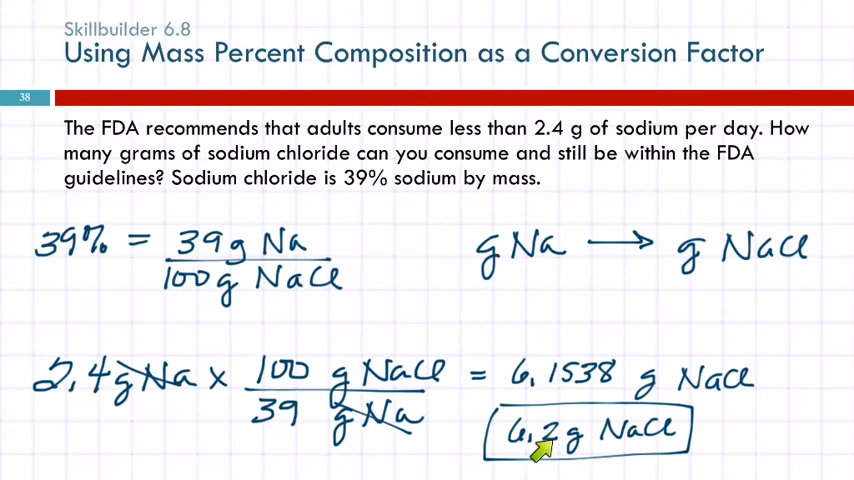 Skillbuilder 6.8
Using Mass Percent Composition as a Conversion Factor
38
The FDA recommends that adults consume less than 2.4 g of sodium per day. How
many grams of sodium chloride can you consume and still be within the FDA
guidelines? Sodium chloride is 39% sodium by mass.
39% = 39g Na / 100g NaCl
g Na → g NaCl
2.4 g Na x 100 g NaCl / 39 g Na = 6.1538 g NaCl
6.2 g NaCl